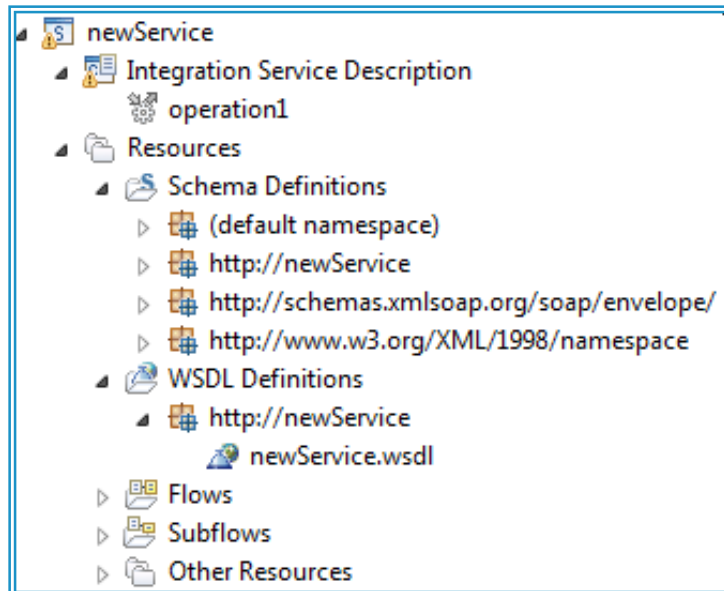 newService
Integration Service Description
operation1
Resources
Schema Definitions
(default namespace)
http://newService
http://schemas.xmlsoap.org/soap/envelope/
http://www.w3.org/XML/1998/namespace
WSDL Definitions
http://newService
newService.wsdl
Flows
Subflows
Other Resources